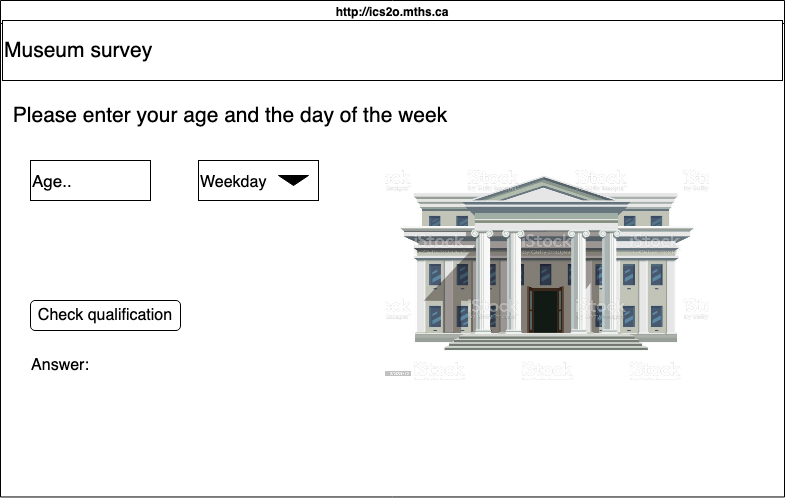 http://ics2o.mths.ca
Museum survey
Please enter your age and the day of the week
Age..
Weekday
Check qualification
Answer:
iStock
iStock
iStock
iStock
iStock
iStock
iStock
iStock